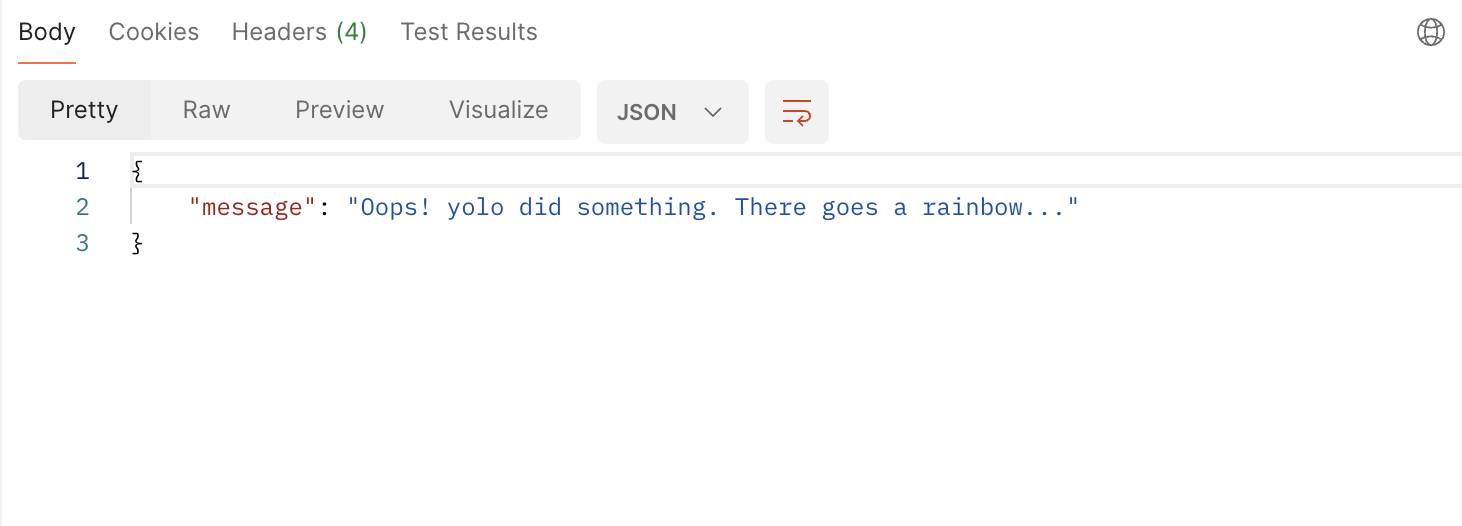 Body Cookies Headers (4) Test Results
Pretty Raw Preview Visualize JSON
1 {
2 "message": "Oops! yolo did something. There goes a rainbow..."
3 }